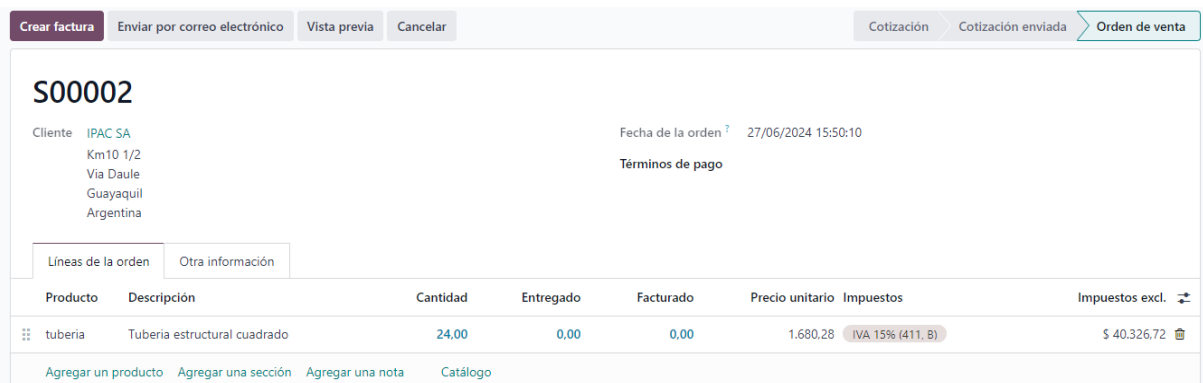 Crear factura Enviar por correo electrónico Vista previa Cancelar Cotización Cotización enviada Orden de venta
S00002
Cliente IPAC SA Fecha de la orden ? 27/06/2024 15:50:10
Km10 1/2
Términos de pago
Via Daule
Guayaquil
Argentina
Líneas de la orden Otra información
Producto Descripción Cantidad Entregado Facturado Precio unitario Impuestos Impuestos excl.
tuberia Tuberia estructural cuadrado 24,00 0,00 0,00 1.680,28 IVA 15% (411, B) $ 40.326,72
Agregar un producto Agregar una sección Agregar una nota Catálogo